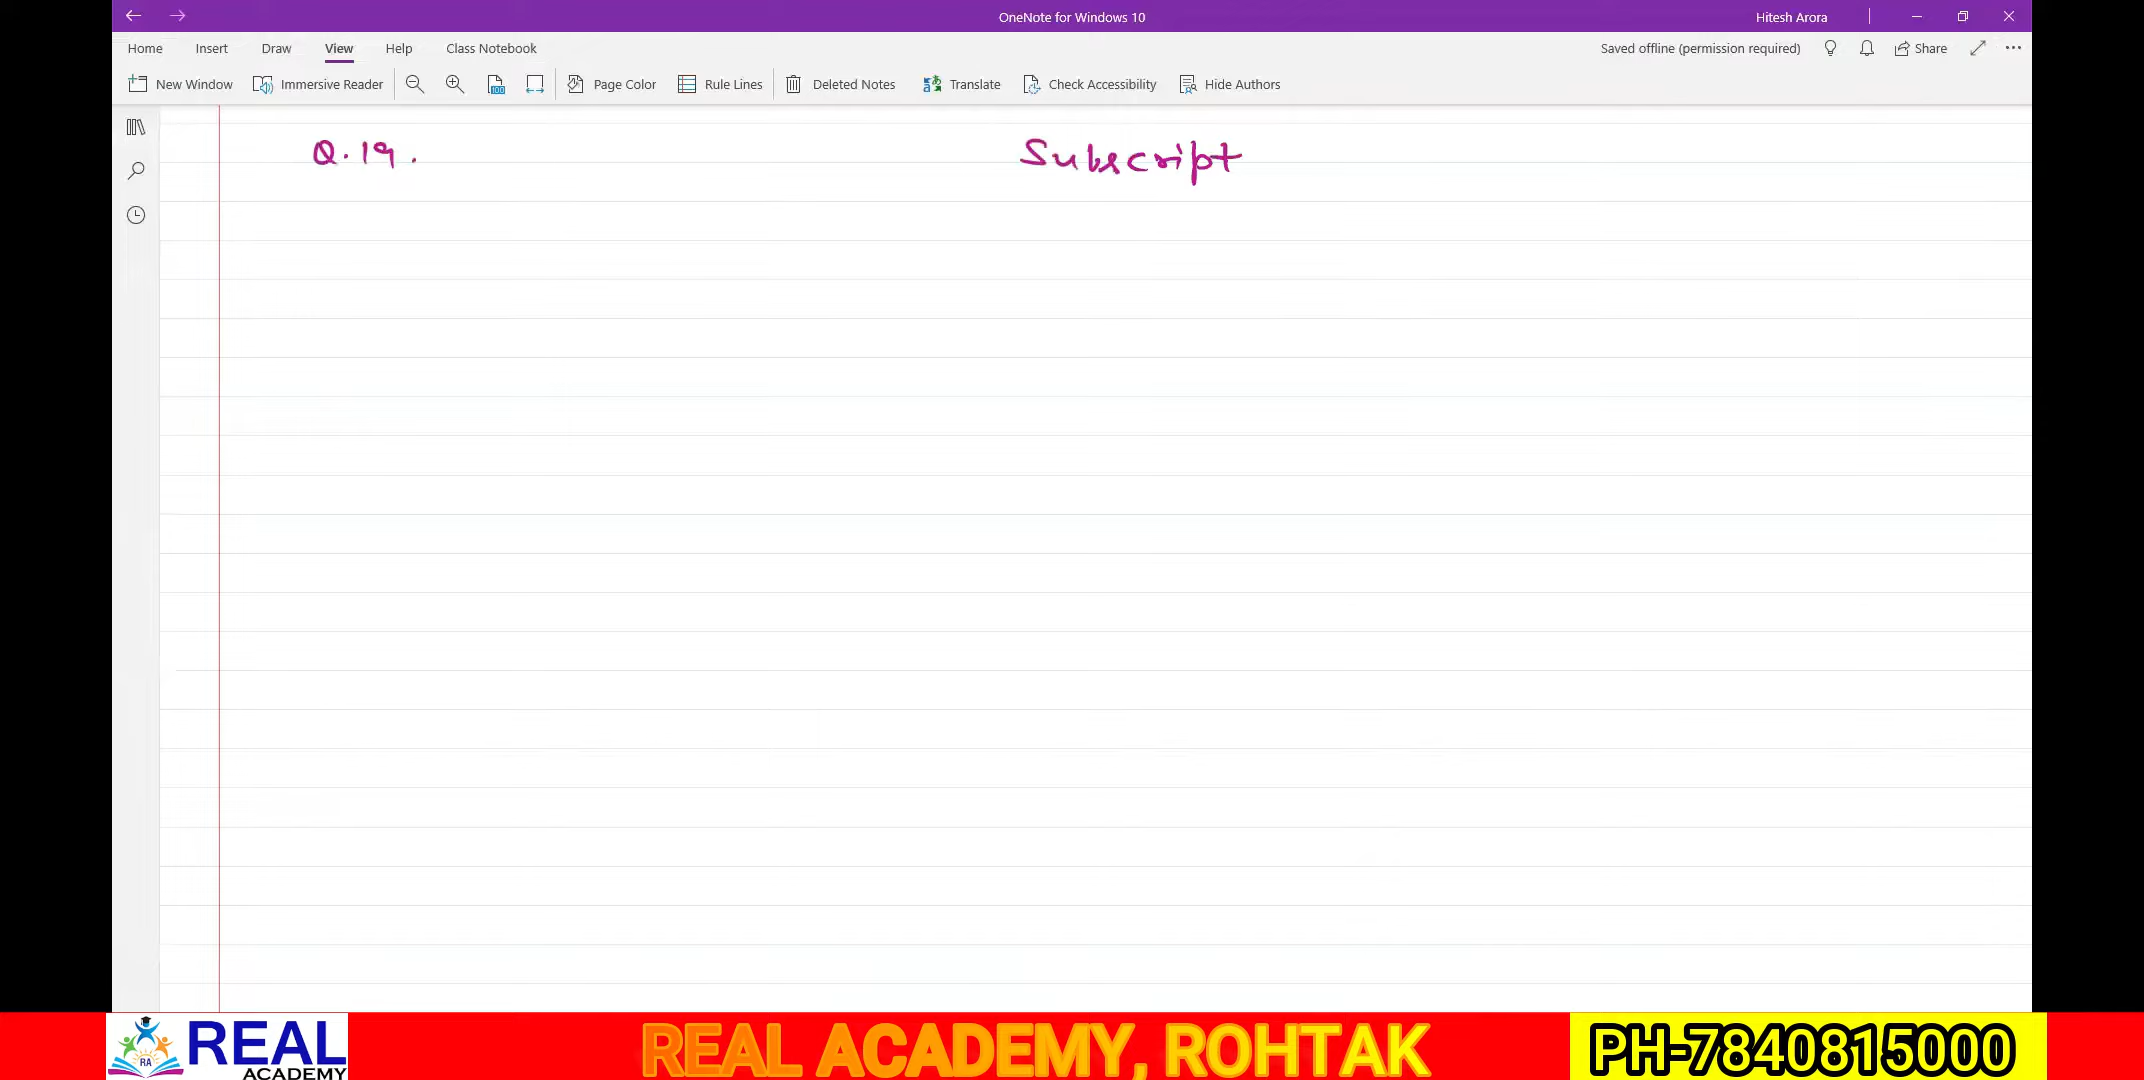 OneNote for Windows 10
Hitesh Arora
Home Insert Draw View Help Class Notebook
Saved offline (permission required) Share
New Window Immersive Reader 100 Page Color Rule Lines Deleted Notes Translate Check Accessibility Hide Authors
Q.19. Subscript
RA REAL ACADEMY
REAL ACADEMY, ROHTAK
PH-7840815000